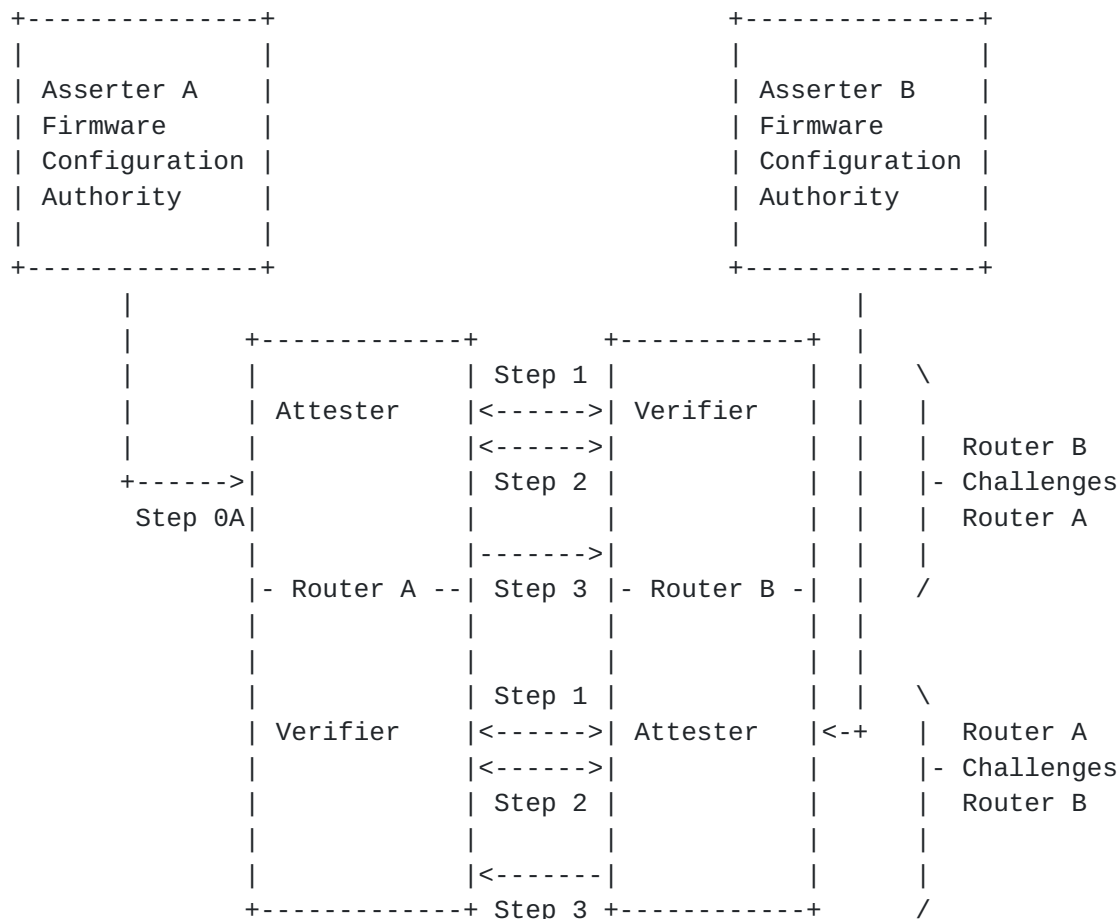 +---------------+ +---------------+
| | | |
| Asserter A | | Asserter B |
| Firmware | | Firmware |
| Configuration | | Configuration |
| Authority | | Authority |
| | | |
+---------------+ +---------------+
| |
| +-------------+ +------------+ |
| | | Step 1 | | | \
| | Attester |<------>| Verifier | | |
| | |<------>| | | | Router B
+------>| | Step 2 | | | |- Challenges
Step 0A| | | | | | Router A
| |------->| | | |
|- Router A --| Step 3 |- Router B -| | /
| | | | |
| | | | |
| | Step 1 | | | \
| Verifier |<------>| Attester |<-+ | Router A
| |<------>| | |- Challenges
| | Step 2 | | | Router B
| | | | |
| |<-------| | |
+-------------+ Step 3 +------------+ /